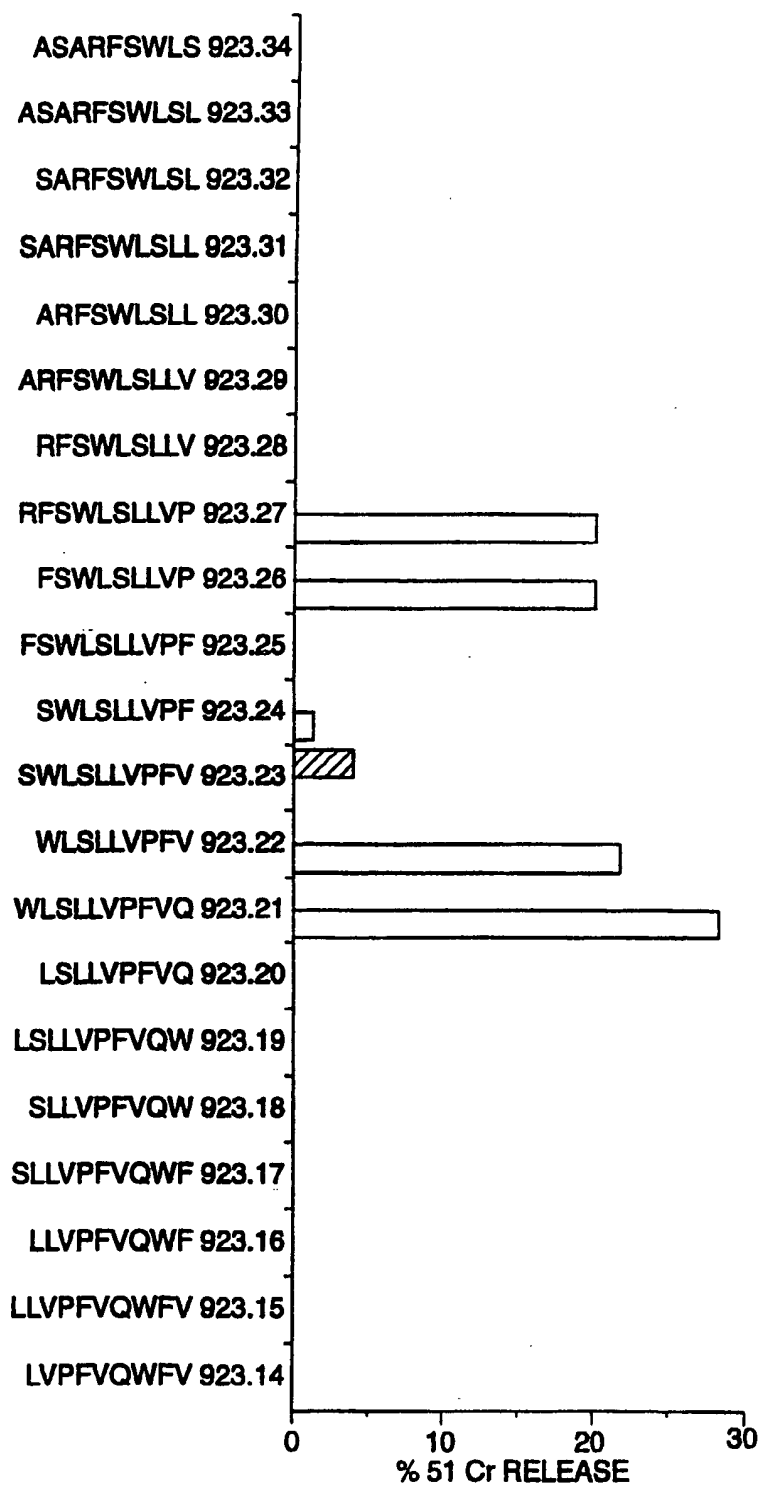 ASARFSWLS 923.34
ASARFSWLSL 923.33
SARFSWLSL 923.32
SARFSWLSLL 923.31
ARFSWLSLL 923.30
ARFSWLSLLV 923.29
RFSWLSLLV 923.28
RFSWLSLLVP 923.27
FSWLSLLVP 923.26
FSWLSLLVPF 923.25
SWLSLLVPF 923.24
SWLSLLVPFV 923.23
WLSLLVPFV 923.22
WLSLLVPFVQ 923.21
LSLLVPFVQ 923.20
LSLLVPFVQW 923.19
SLLVPFVQW 923.18
SLLVPFVQWF 923.17
LLVPFVQWF 923.16
LLVPFVQWFV 923.15
LVPFVQWFV 923.14
0 10 20 30
% 51 Cr RELEASE